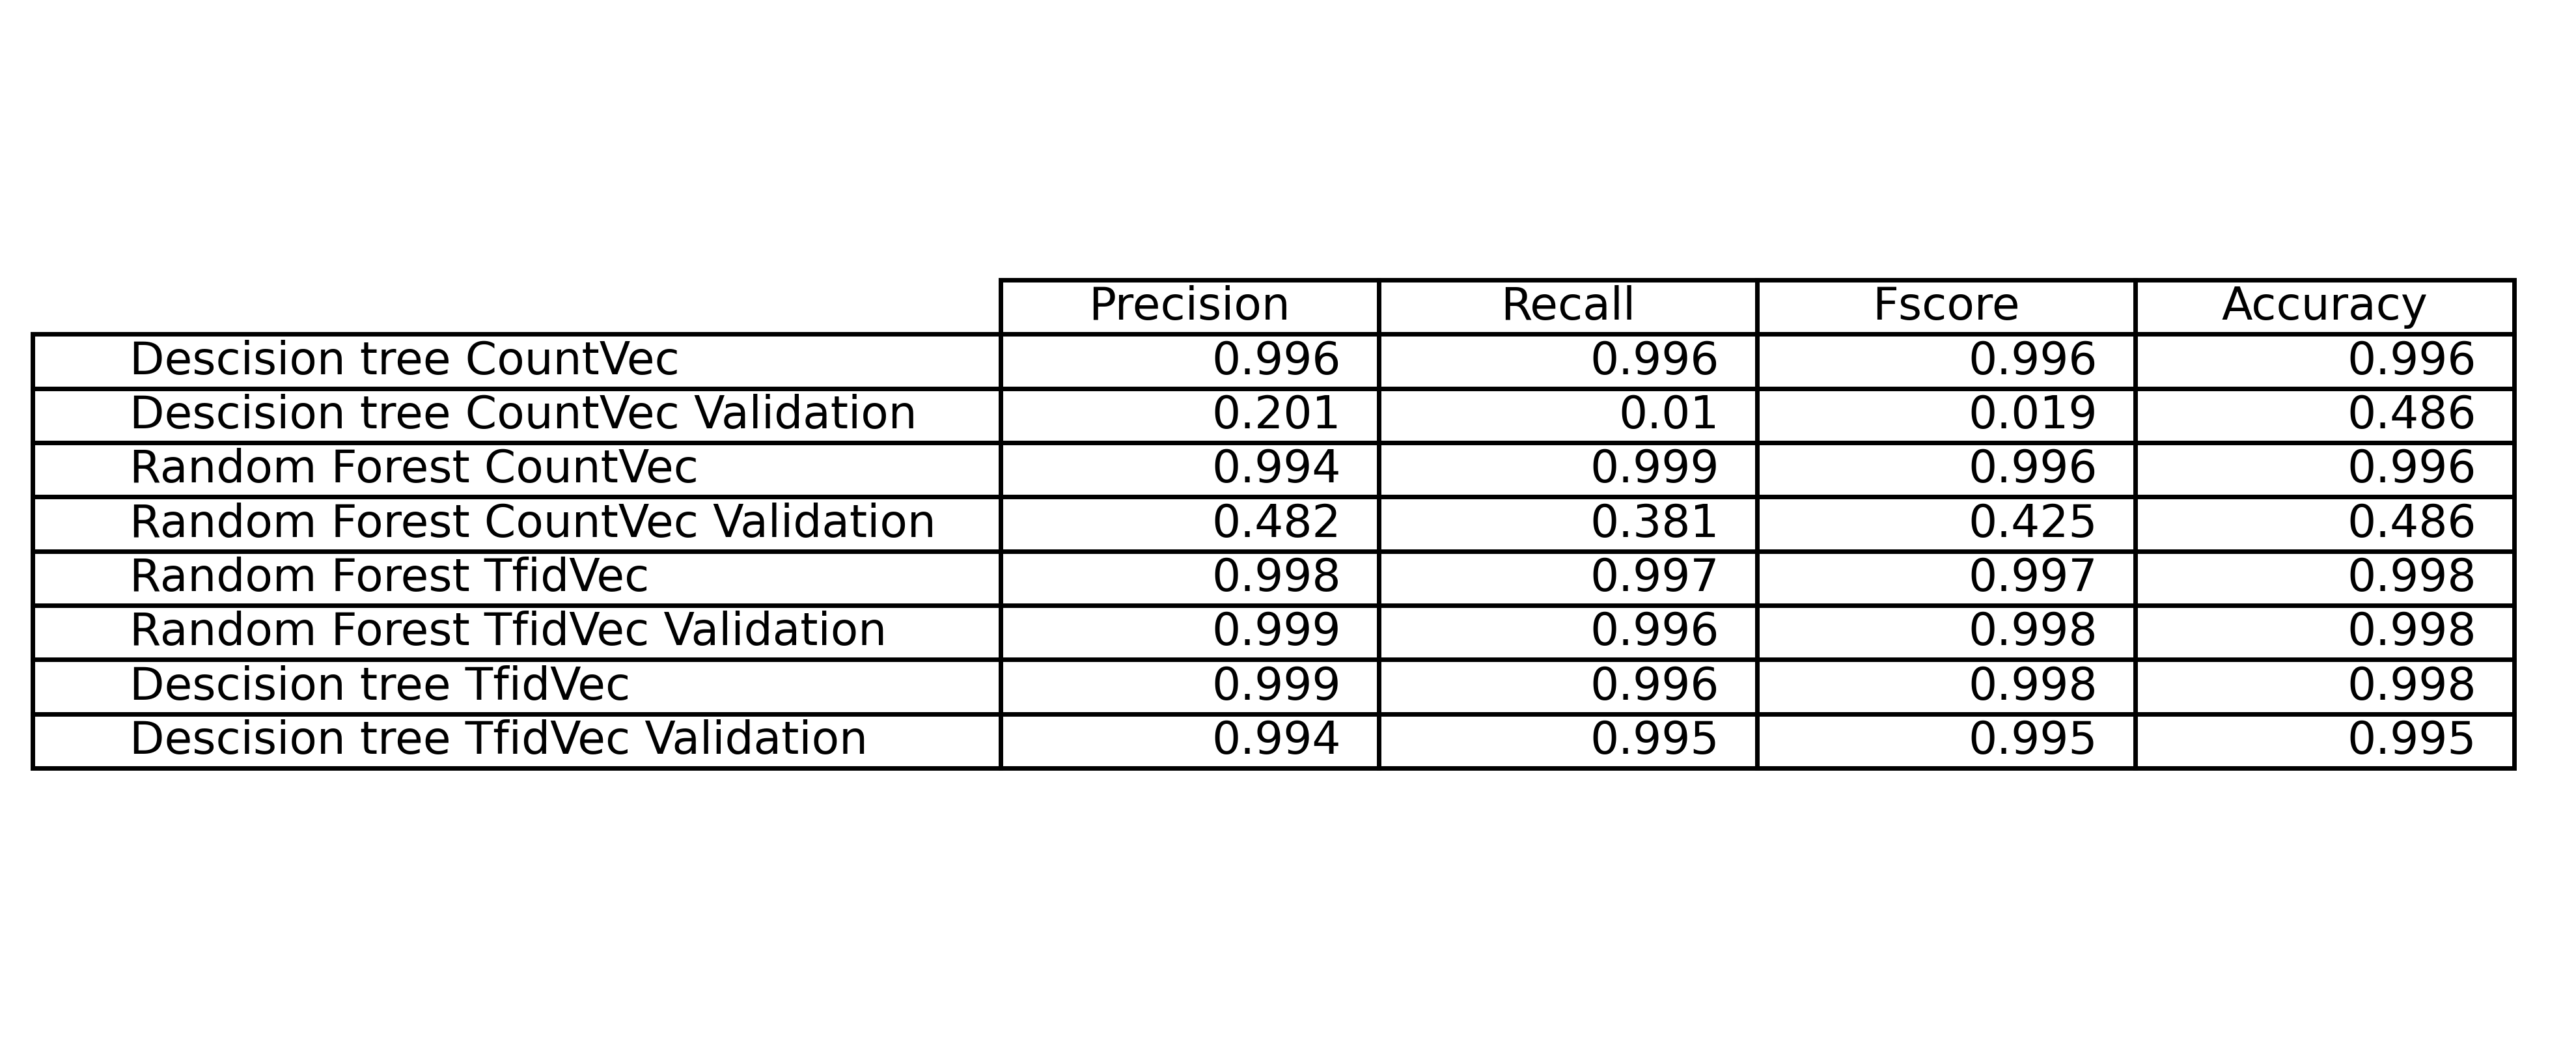 Precision Recall Fscore Accuracy
Descision tree CountVec 0.996 0.996 0.996 0.996
Descision tree CountVec Validation 0.201 0.01 0.019 0.486
Random Forest CountVec 0.994 0.999 0.996 0.996
Random Forest CountVec Validation 0.482 0.381 0.425 0.486
Random Forest TfidVec 0.998 0.997 0.997 0.998
Random Forest TfidVec Validation 0.999 0.996 0.998 0.998
Descision tree TfidVec 0.999 0.996 0.998 0.998
Descision tree TfidVec Validation 0.994 0.995 0.995 0.995